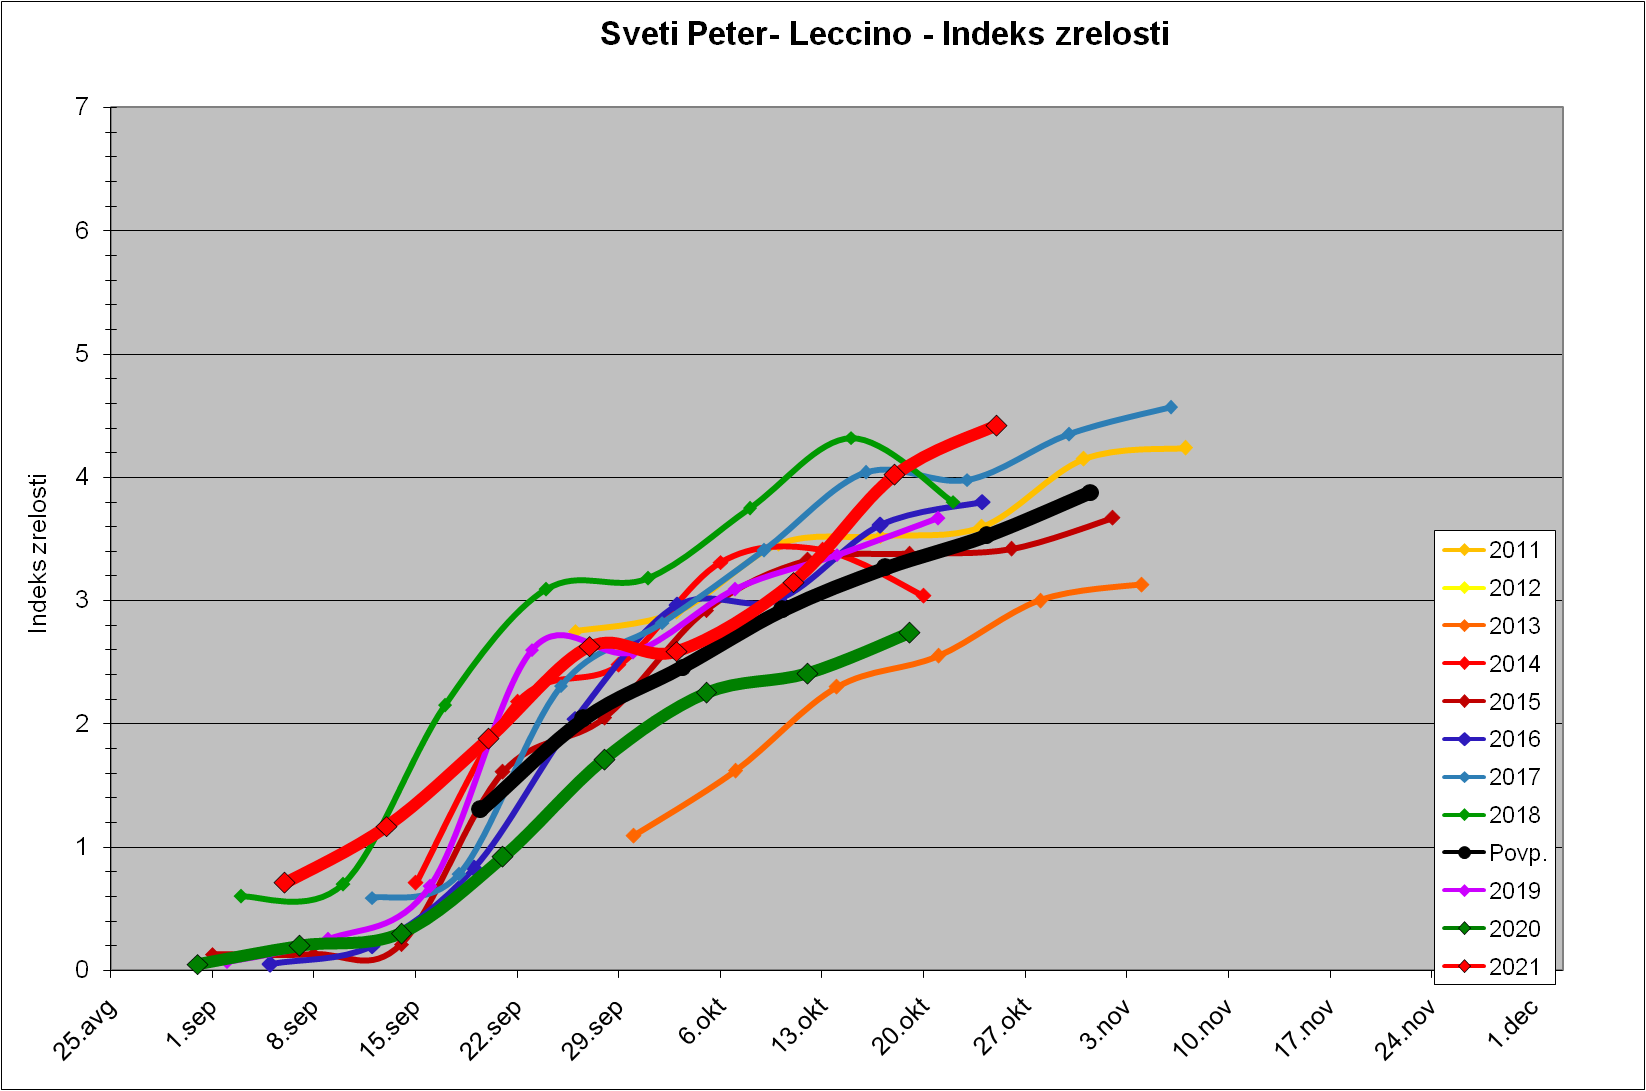 Sveti Peter- Leccino - Indeks zrelosti
7
6
5
4
3
2
1
0
Indeks zrelosti
25.avg
1.sep
8.sep
15.sep
22.sep
29.sep
6.okt
13.okt
20.okt
27.okt
3.nov
10.nov
17.nov
24.nov
1.dec
2011
2012
2013
2014
2015
2016
2017
2018
Povp.
2019
2020
2021